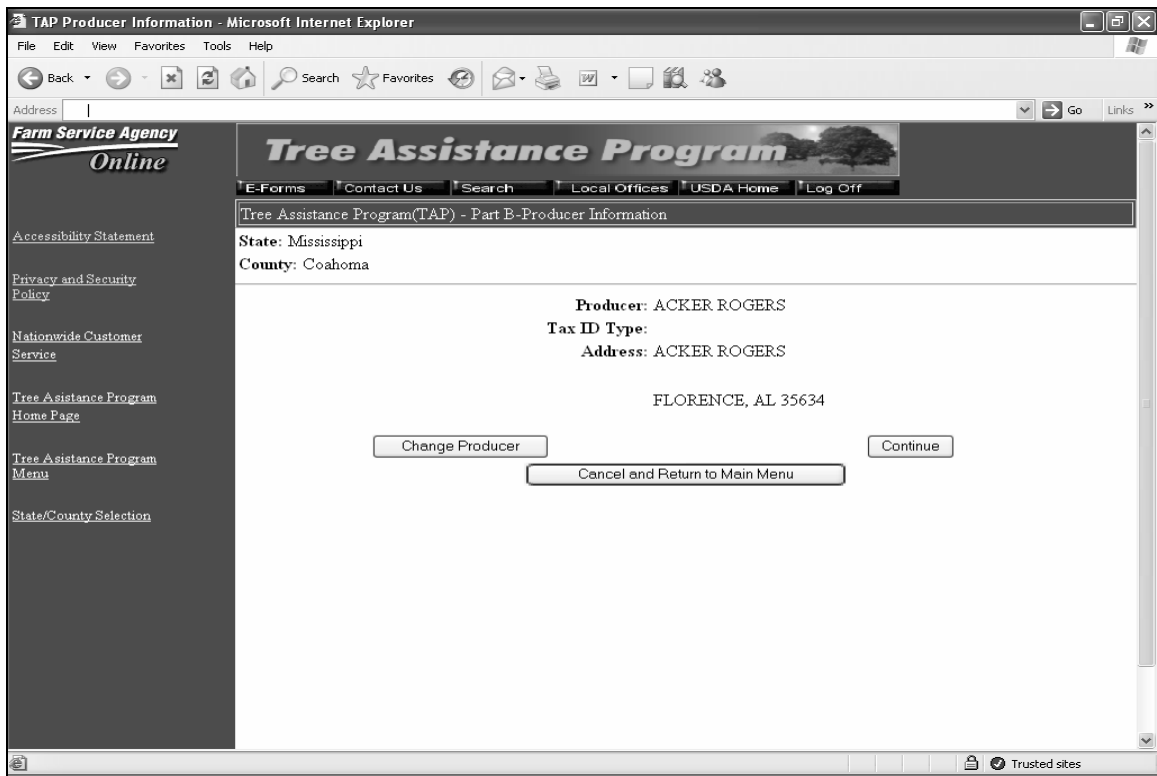 TAP Producer Information - Microsoft Internet Explorer
File Edit View Favorites Tools Help
Back Search Favorites
Address Go Links »
Farm Service Agency
Online
Tree Assistance Program
E-Forms Contact Us Search Local Offices USDA Home Log Off
Tree Assistance Program(TAP) - Part B-Producer Information
State: Mississippi
County: Coahoma
Accessibility Statement
Privacy and Security
Policy
Nationwide Customer
Service
Tree Asistance Program
Home Page
Tree Asistance Program
Menu
State/County Selection
Producer: ACKER ROGERS
Tax ID Type:
Address: ACKER ROGERS
FLORENCE, AL 35634
Change Producer Continue
Cancel and Return to Main Menu
Trusted sites